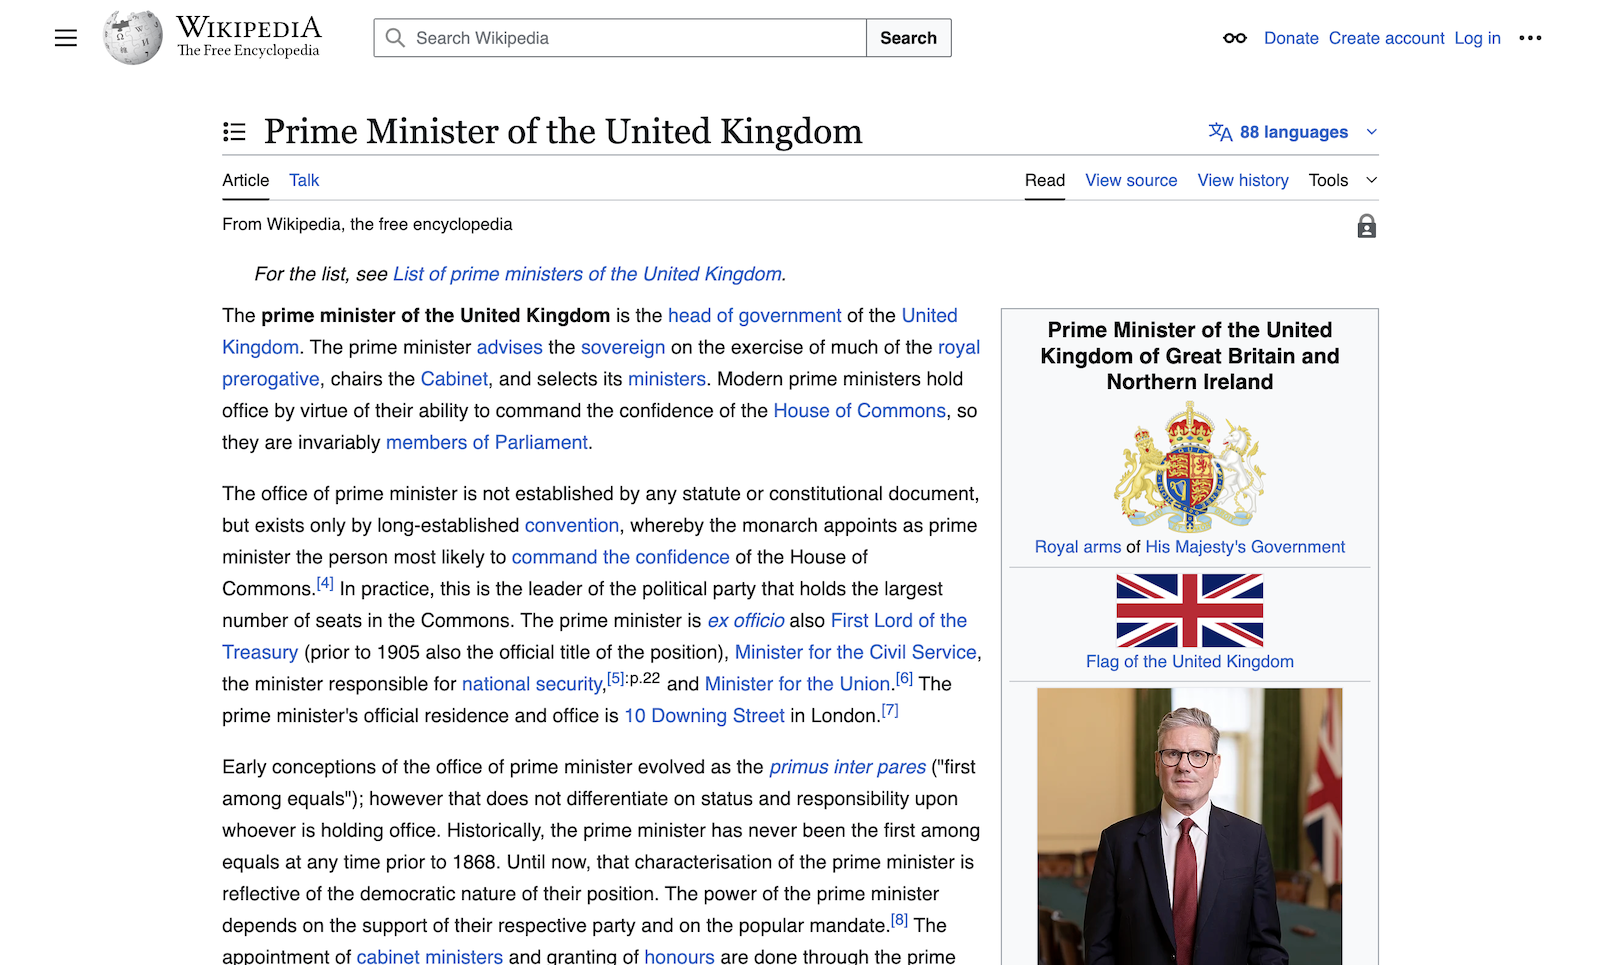 WIKIPEDIA
The Free Encyclopedia
Search Wikipedia
Search
Donate Create account Log in
Prime Minister of the United Kingdom
88 languages
Article Talk
Read View source View history Tools
From Wikipedia, the free encyclopedia
For the list, see List of prime ministers of the United Kingdom.
The prime minister of the United Kingdom is the head of government of the United
Kingdom. The prime minister advises the sovereign on the exercise of much of the royal
prerogative, chairs the Cabinet, and selects its ministers. Modern prime ministers hold
office by virtue of their ability to command the confidence of the House of Commons, so
they are invariably members of Parliament.
The office of prime minister is not established by any statute or constitutional document,
but exists only by long-established convention, whereby the monarch appoints as prime
minister the person most likely to command the confidence of the House of
Commons.[4] In practice, this is the leader of the political party that holds the largest
number of seats in the Commons. The prime minister is ex officio also First Lord of the
Treasury (prior to 1905 also the official title of the position), Minister for the Civil Service,
the minister responsible for national security,[5]:p.22 and Minister for the Union.[6] The
prime minister's official residence and office is 10 Downing Street in London.[7]
Early conceptions of the office of prime minister evolved as the primus inter pares ("first
among equals"); however that does not differentiate on status and responsibility upon
whoever is holding office. Historically, the prime minister has never been the first among
equals at any time prior to 1868. Until now, that characterisation of the prime minister is
reflective of the democratic nature of their position. The power of the prime minister
depends on the support of their respective party and on the popular mandate.[8] The
appointment of cabinet ministers and granting of honours are done through the prime
Prime Minister of the United
Kingdom of Great Britain and
Northern Ireland
Royal arms of His Majesty's Government
Flag of the United Kingdom